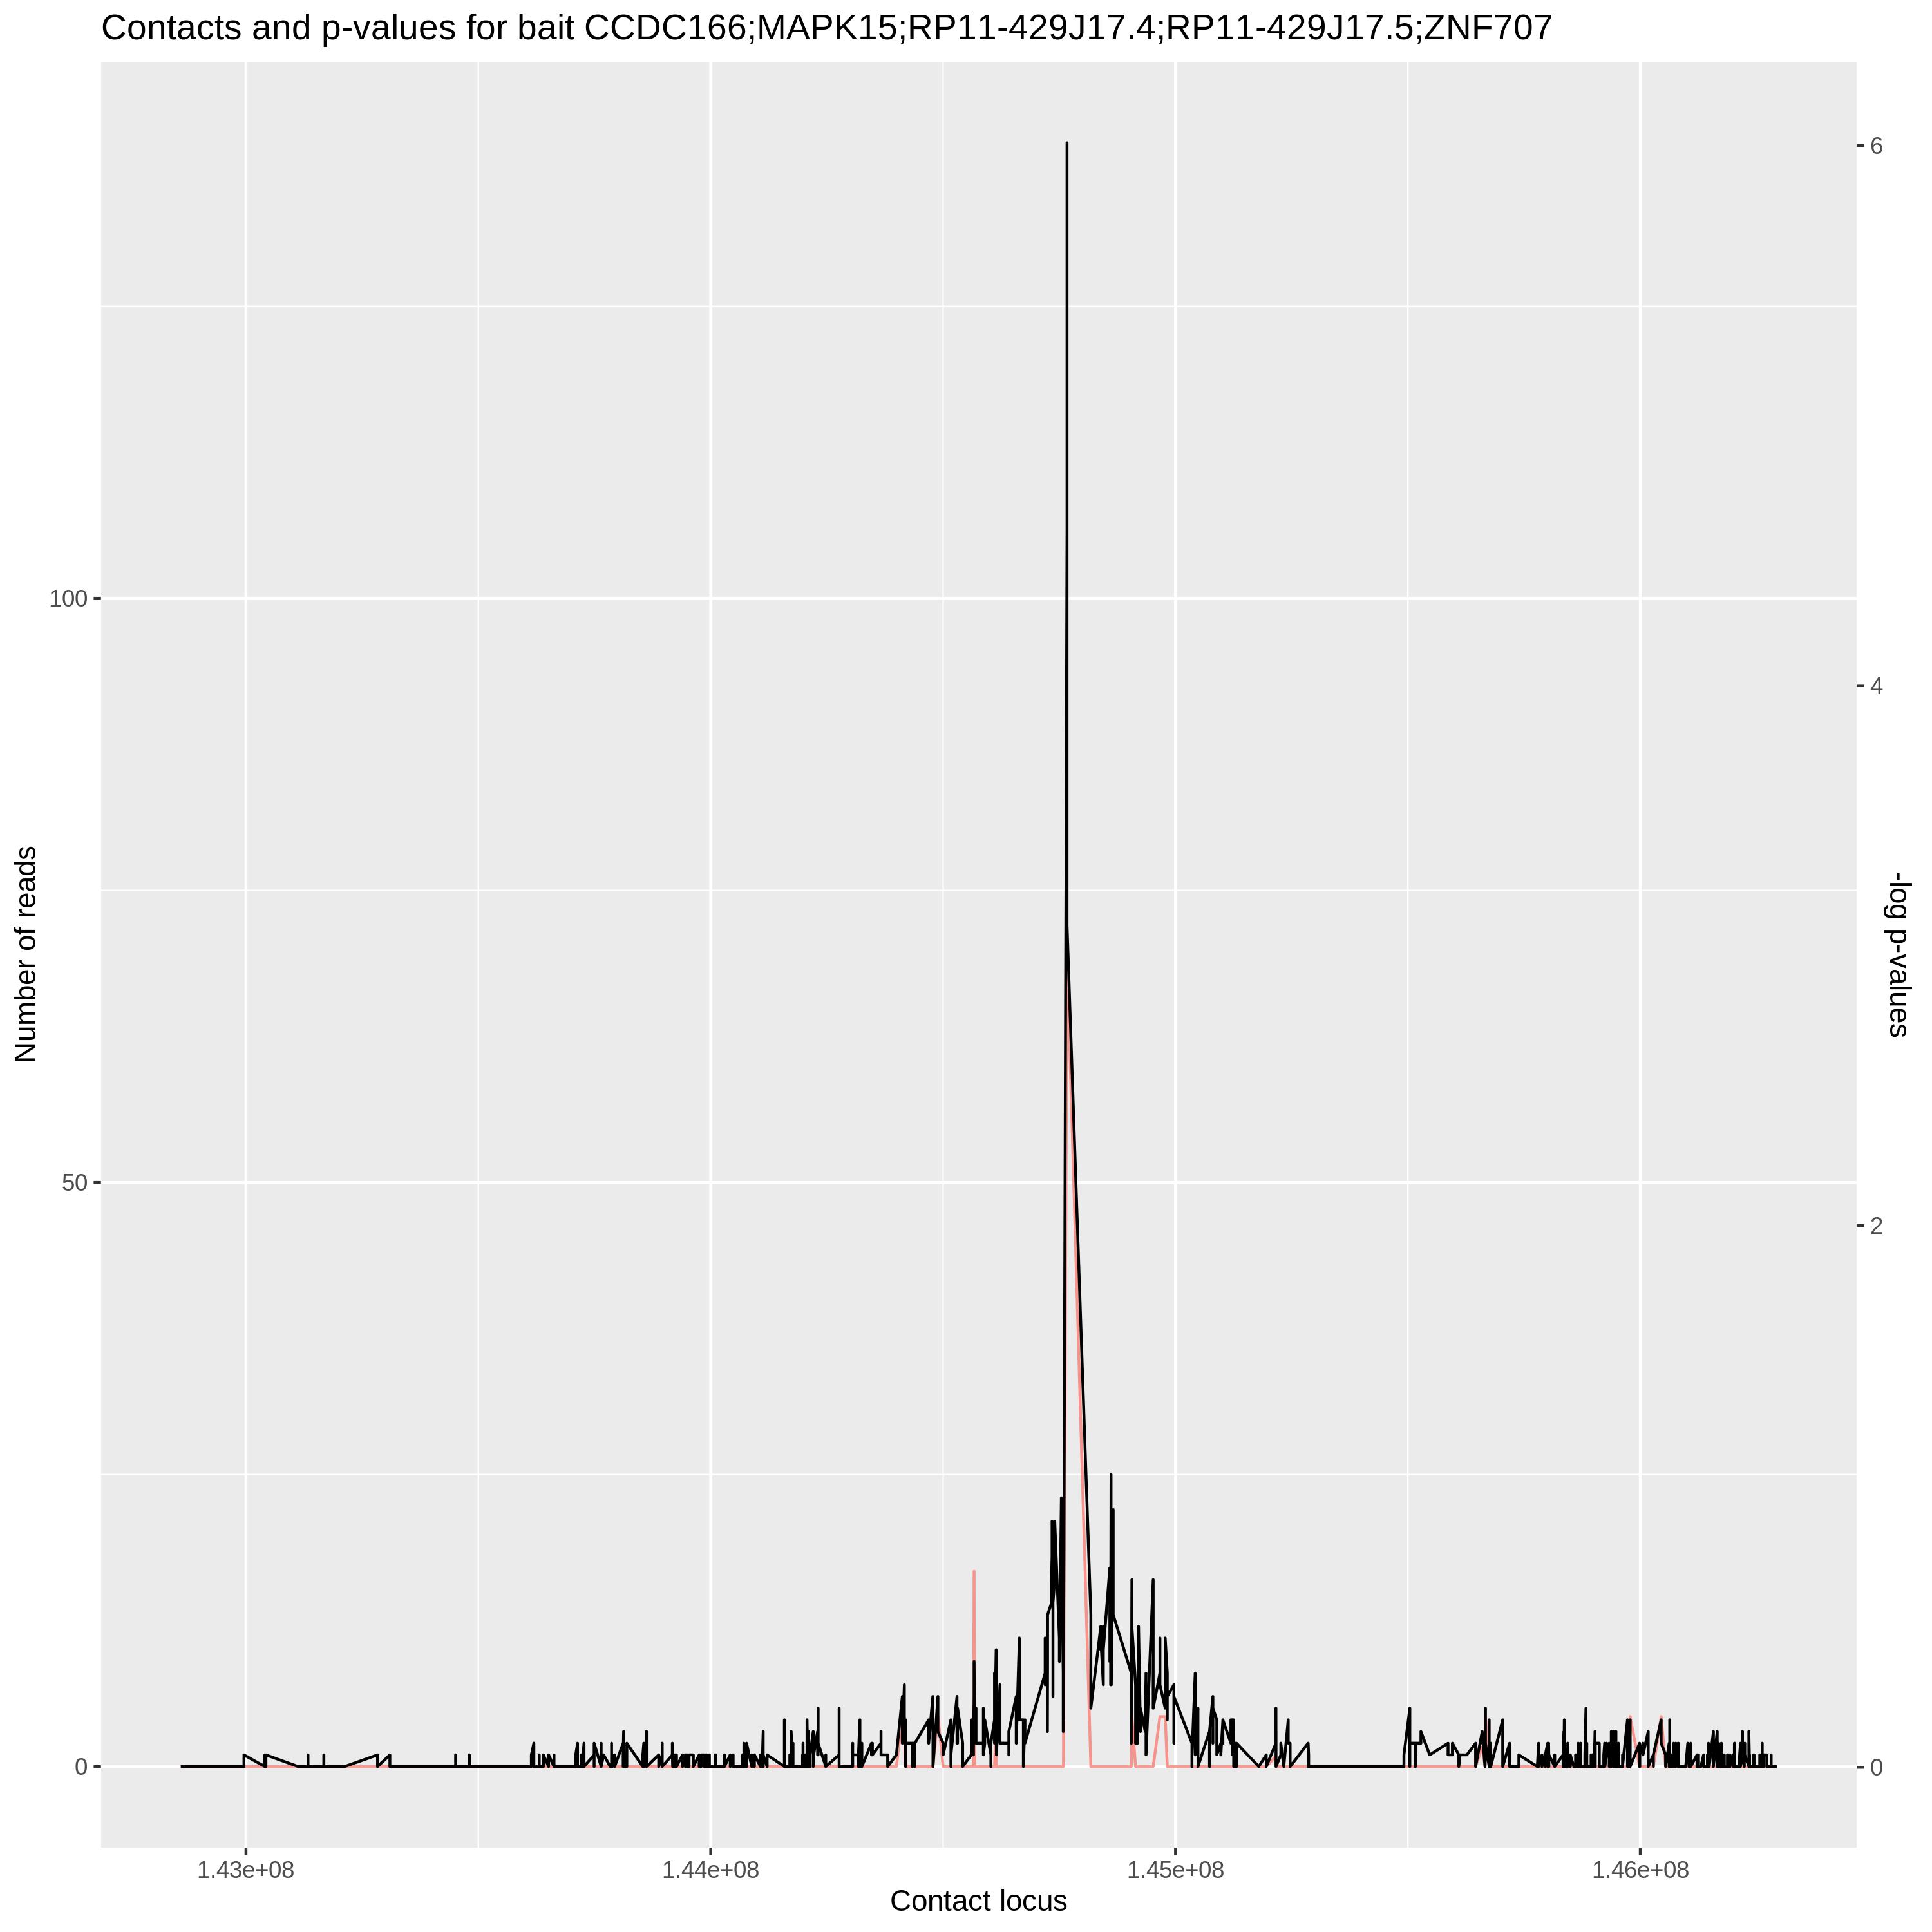 Contacts and p-values for bait CCDC166;MAPK15;RP11-429J17.4;RP11-429J17.5;ZNF707
6
100
4
Number of reads
-log p-values
50
2
0
0
1.43e+08
1.44e+08
1.45e+08
1.46e+08
Contact locus